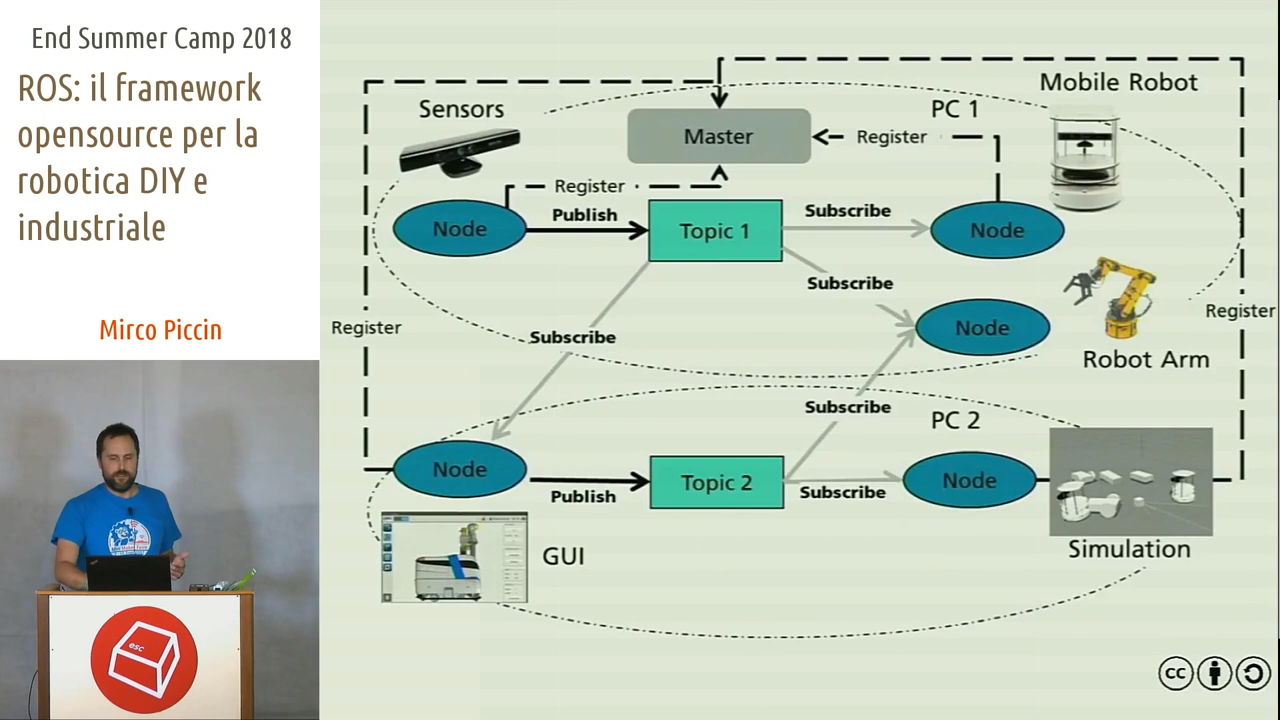 End Summer Camp 2018
ROS: il framework
opensource per la
robotica DIY e
industriale
Mirco Piccin
esc
Sensors
Master
PC 1
Mobile Robot
Register
Register
Node
Publish
Topic 1
Subscribe
Node
Subscribe
Node
Robot Arm
Register
Register
Subscribe
Subscribe
PC 2
Node
Publish
Topic 2
Subscribe
Node
GUI
Simulation
cc